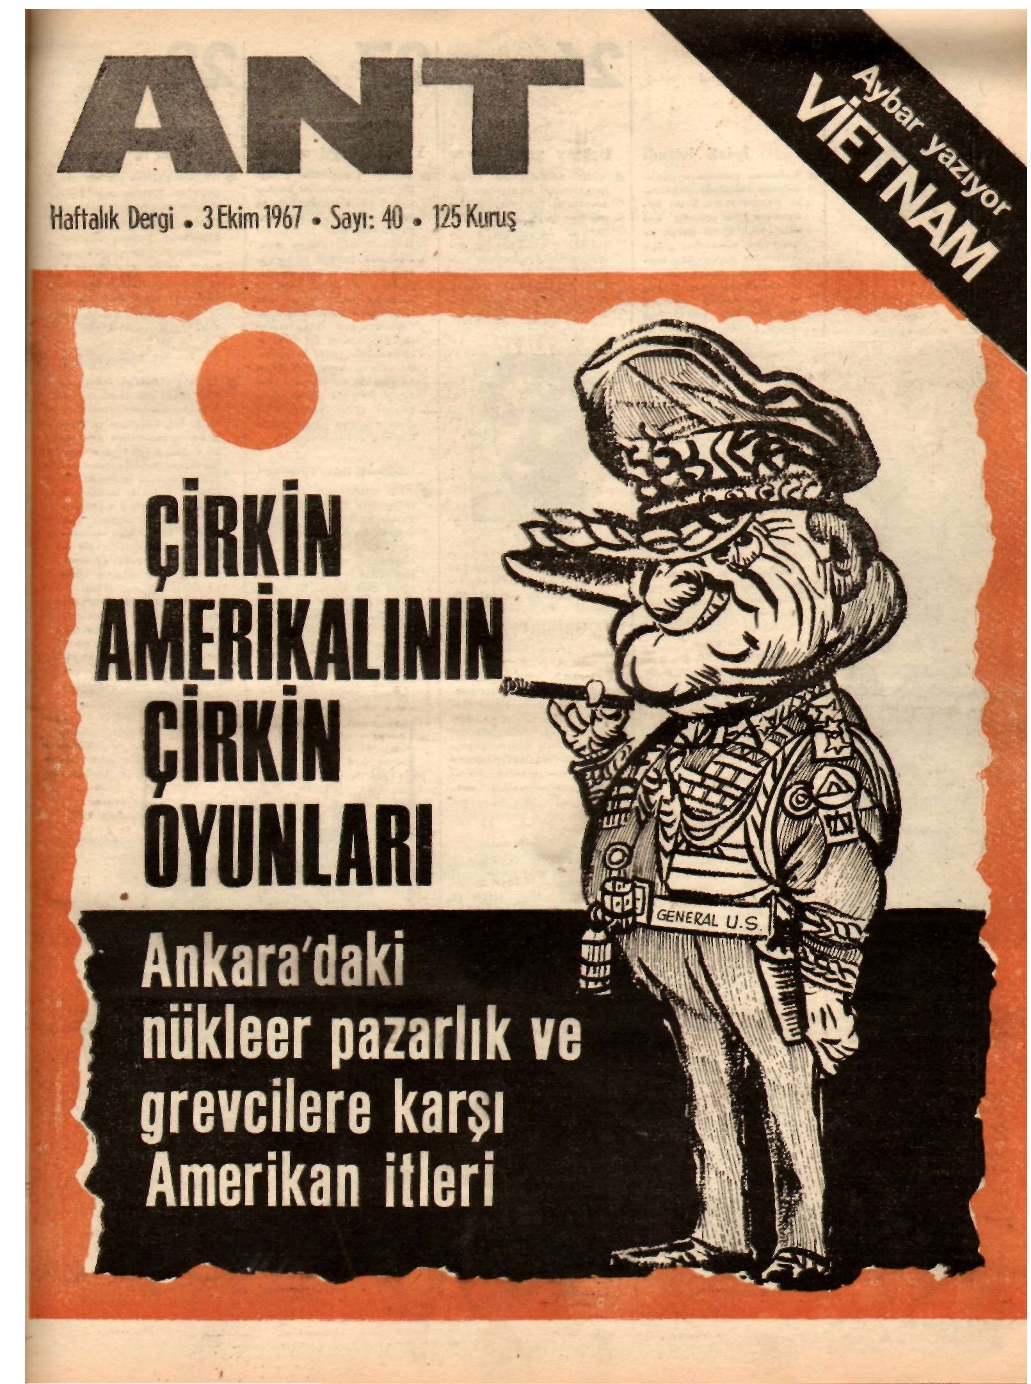 ANT
Haftalık Dergi • 3 Ekim 1967 • Sayı: 40 • 125 Kuruş
Aybar yazıyor
VİETNAM
ÇİRKİN
AMERİKALININ
ÇİRKİN
OYUNLARI
GENERAL U.S.
Ankara'daki
nükleer pazarlık ve
grevcilere karşı
Amerikan itleri